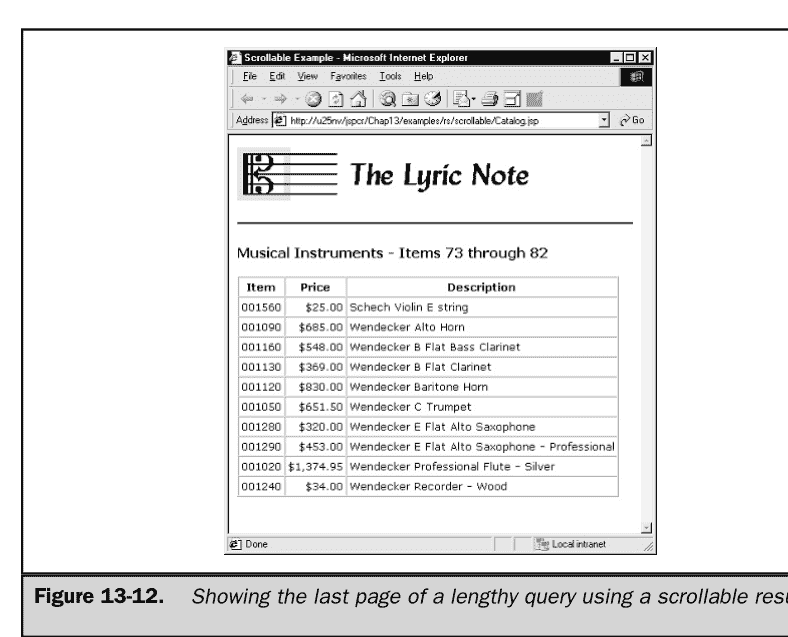 Scrollable Example - Microsoft Internet Explorer
File Edit View Favorites Tools Help
Address http://u25nv/jspcr/Chap13/examples/rs/scrollable/Catalog.jsp Go
The Lyric Note
Musical Instruments - Items 73 through 82
Item Price Description
001560 $25.00 Schech Violin E string
001090 $685.00 Wendecker Alto Horn
001160 $548.00 Wendecker B Flat Bass Clarinet
001130 $369.00 Wendecker B Flat Clarinet
001120 $830.00 Wendecker Baritone Horn
001050 $651.50 Wendecker C Trumpet
001280 $320.00 Wendecker E Flat Alto Saxophone
001290 $453.00 Wendecker E Flat Alto Saxophone - Professional
001020 $1,374.95 Wendecker Professional Flute - Silver
001240 $34.00 Wendecker Recorder - Wood
Done Local intranet
Figure 13-12. Showing the last page of a lengthy query using a scrollable resu